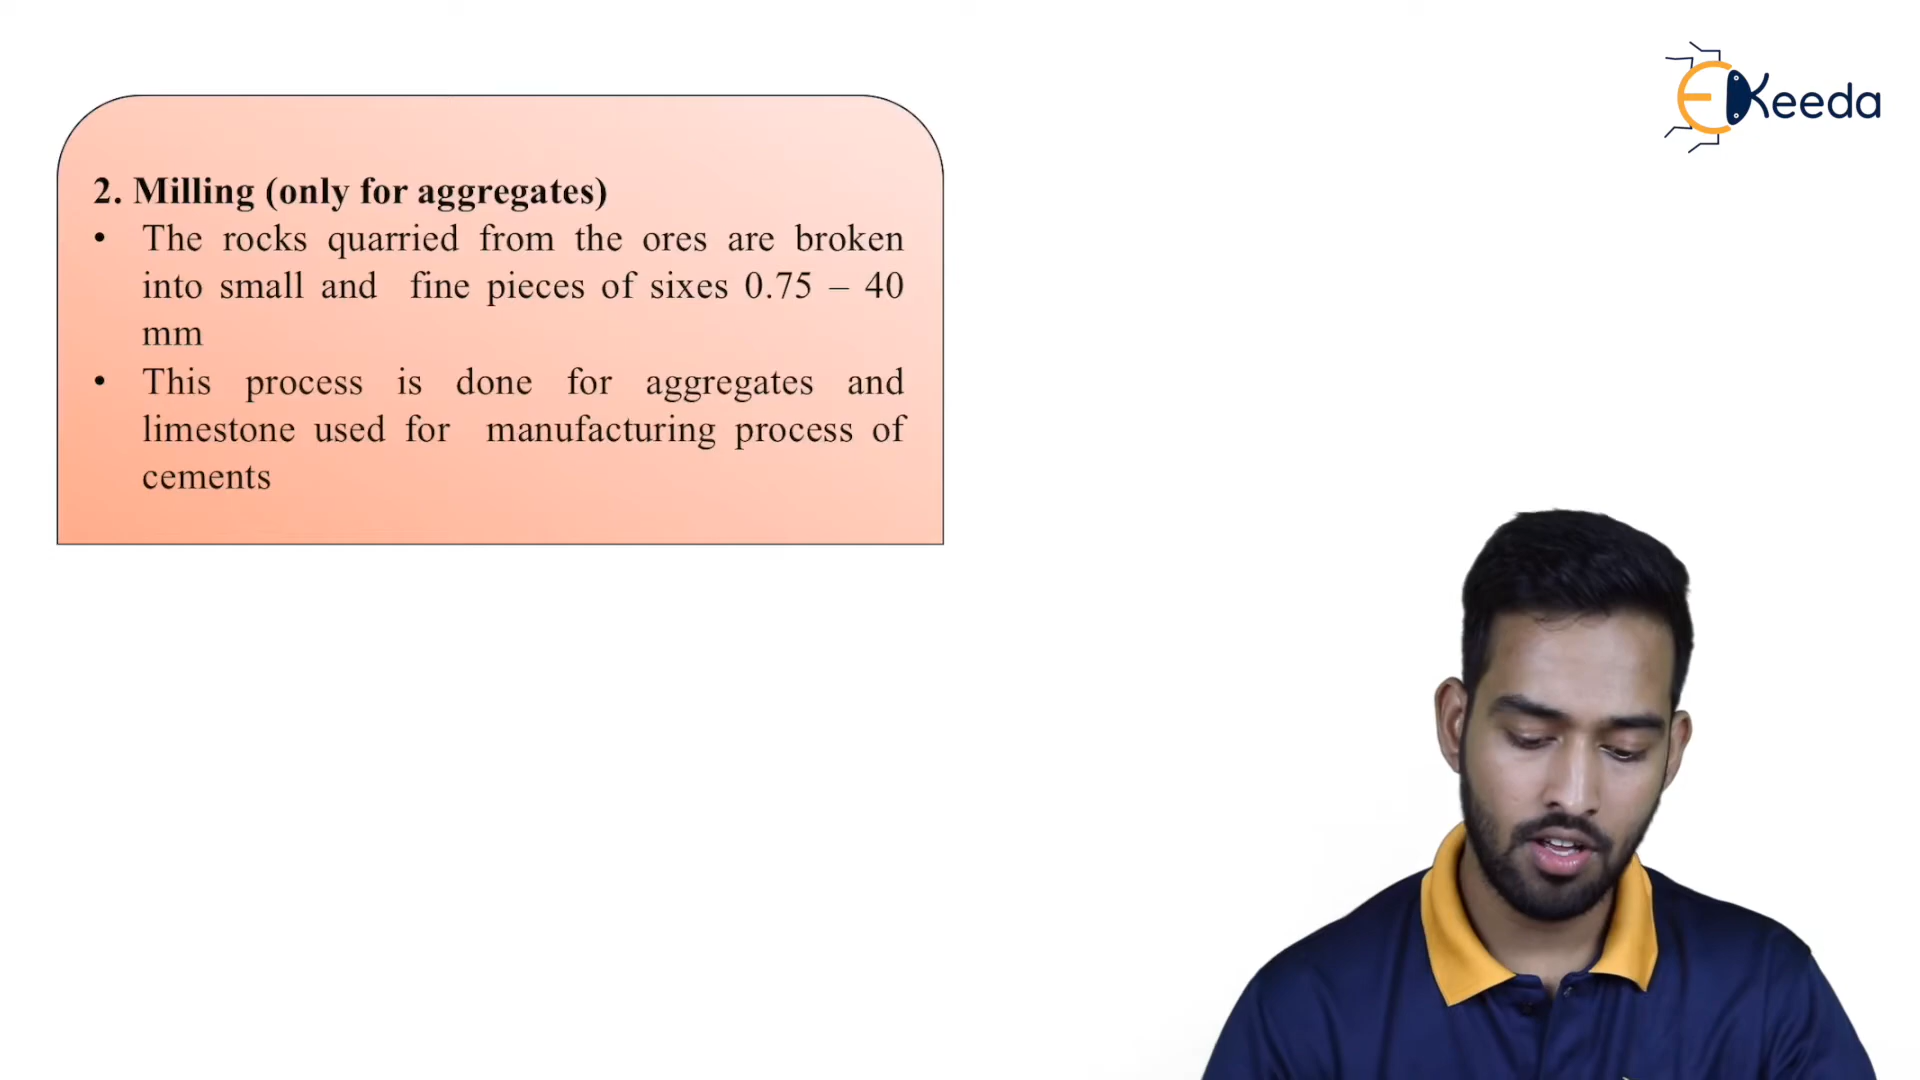 EKeeda
2. Milling (only for aggregates)
• The rocks quarried from the ores are broken
into small and fine pieces of sixes 0.75 – 40
mm
• This process is done for aggregates and
limestone used for manufacturing process of
cements